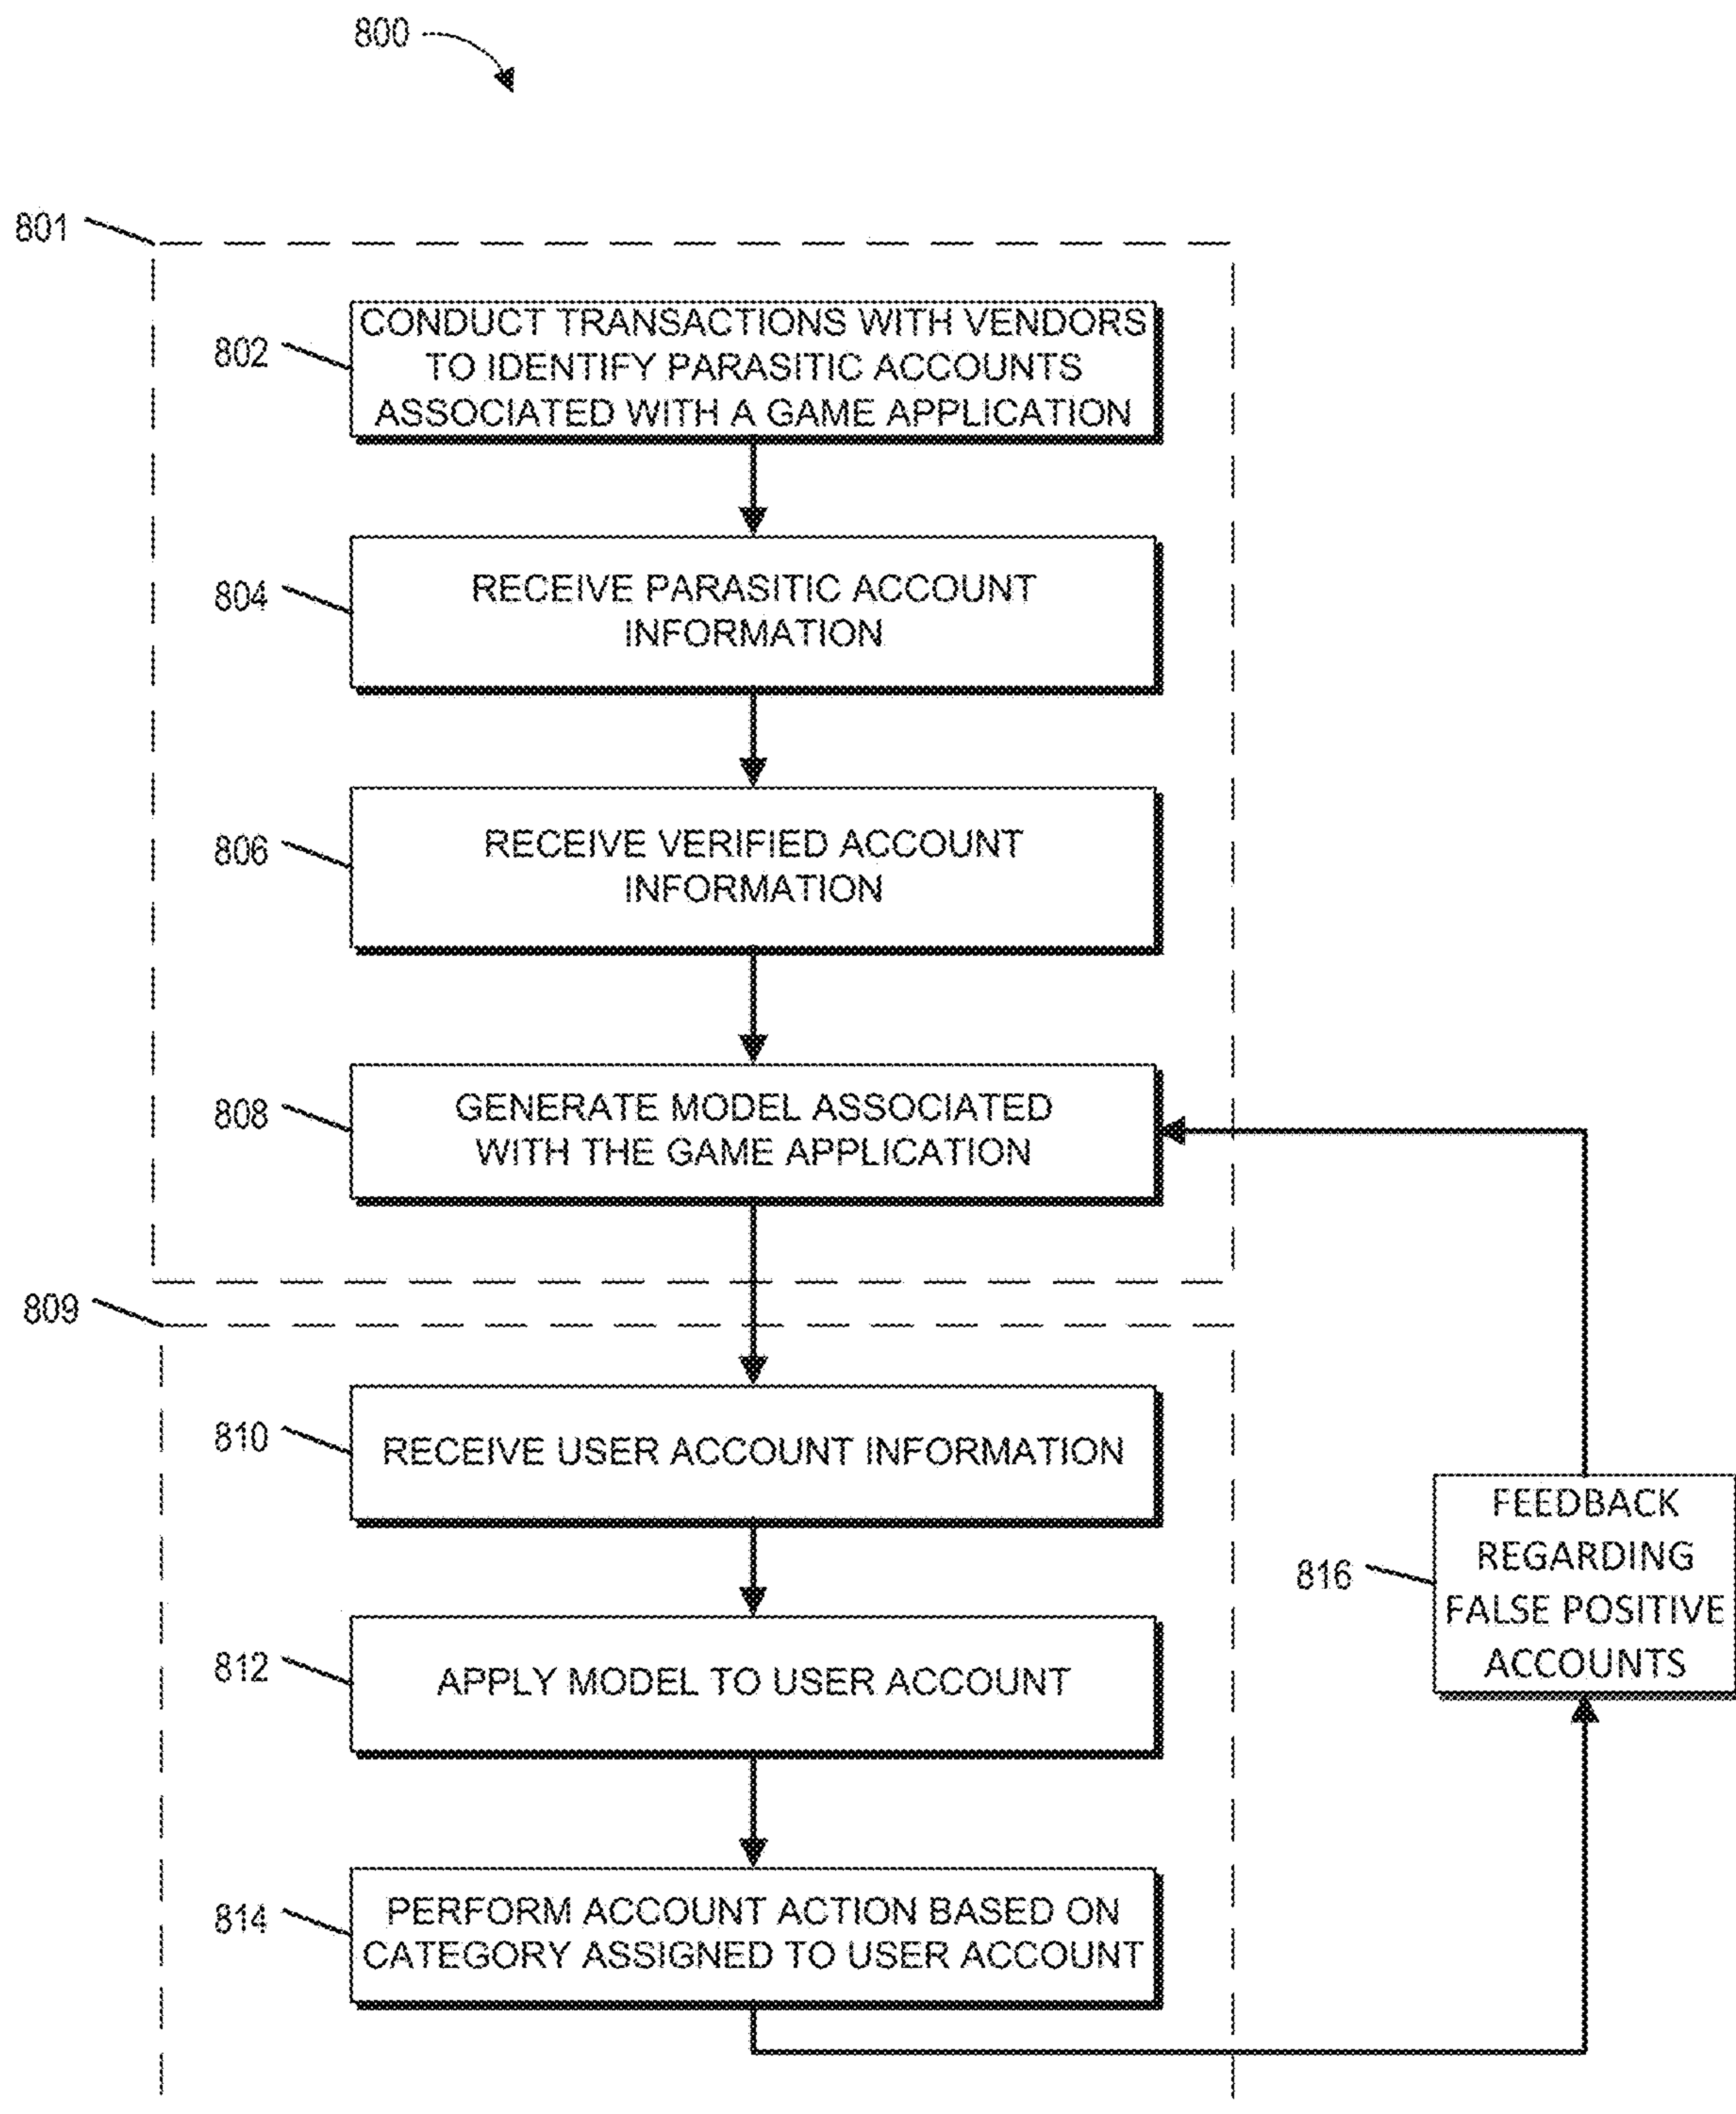 800
801
802
CONDUCT TRANSACTIONS WITH VENDORS
TO IDENTIFY PARASITIC ACCOUNTS
ASSOCIATED WITH A GAME APPLICATION
804
RECEIVE PARASITIC ACCOUNT
INFORMATION
806
RECEIVE VERIFIED ACCOUNT
INFORMATION
808
GENERATE MODEL ASSOCIATED
WITH THE GAME APPLICATION
809
810
RECEIVE USER ACCOUNT INFORMATION
812
APPLY MODEL TO USER ACCOUNT
814
PERFORM ACCOUNT ACTION BASED ON
CATEGORY ASSIGNED TO USER ACCOUNT
816
FEEDBACK
REGARDING
FALSE POSITIVE
ACCOUNTS